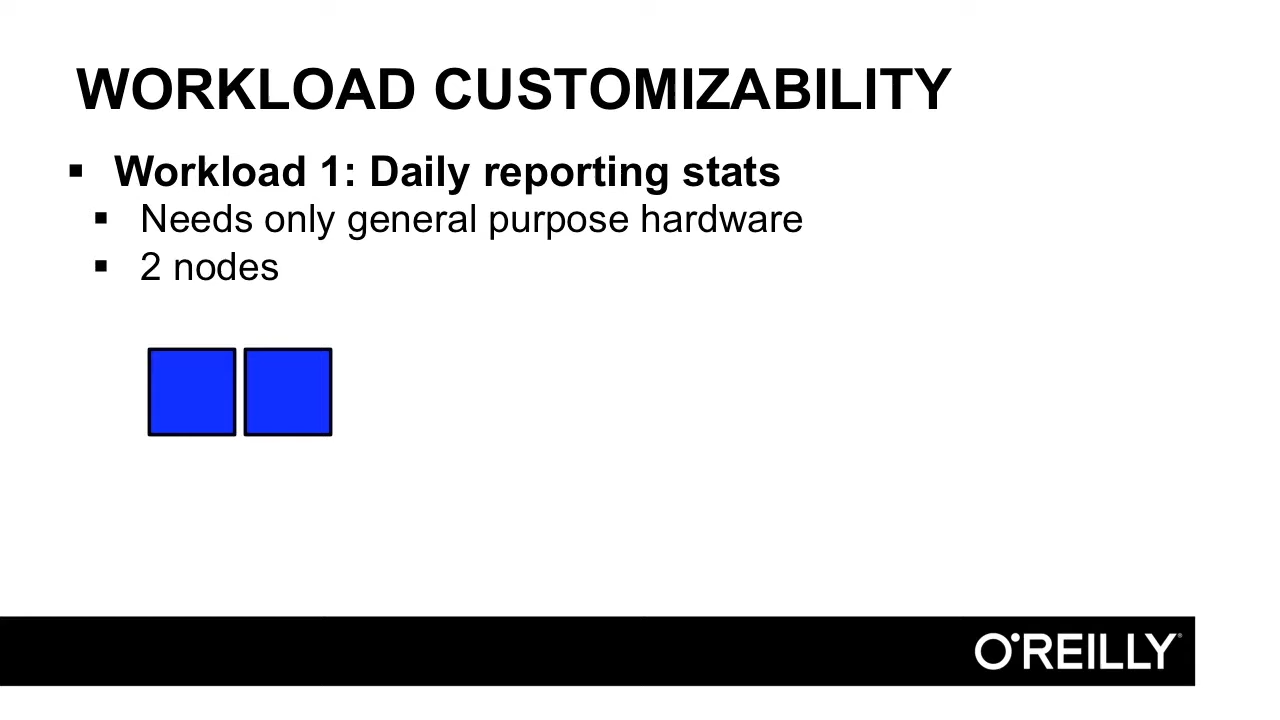 WORKLOAD CUSTOMIZABILITY
▪ Workload 1: Daily reporting stats
▪ Needs only general purpose hardware
▪ 2 nodes
O'REILLY®